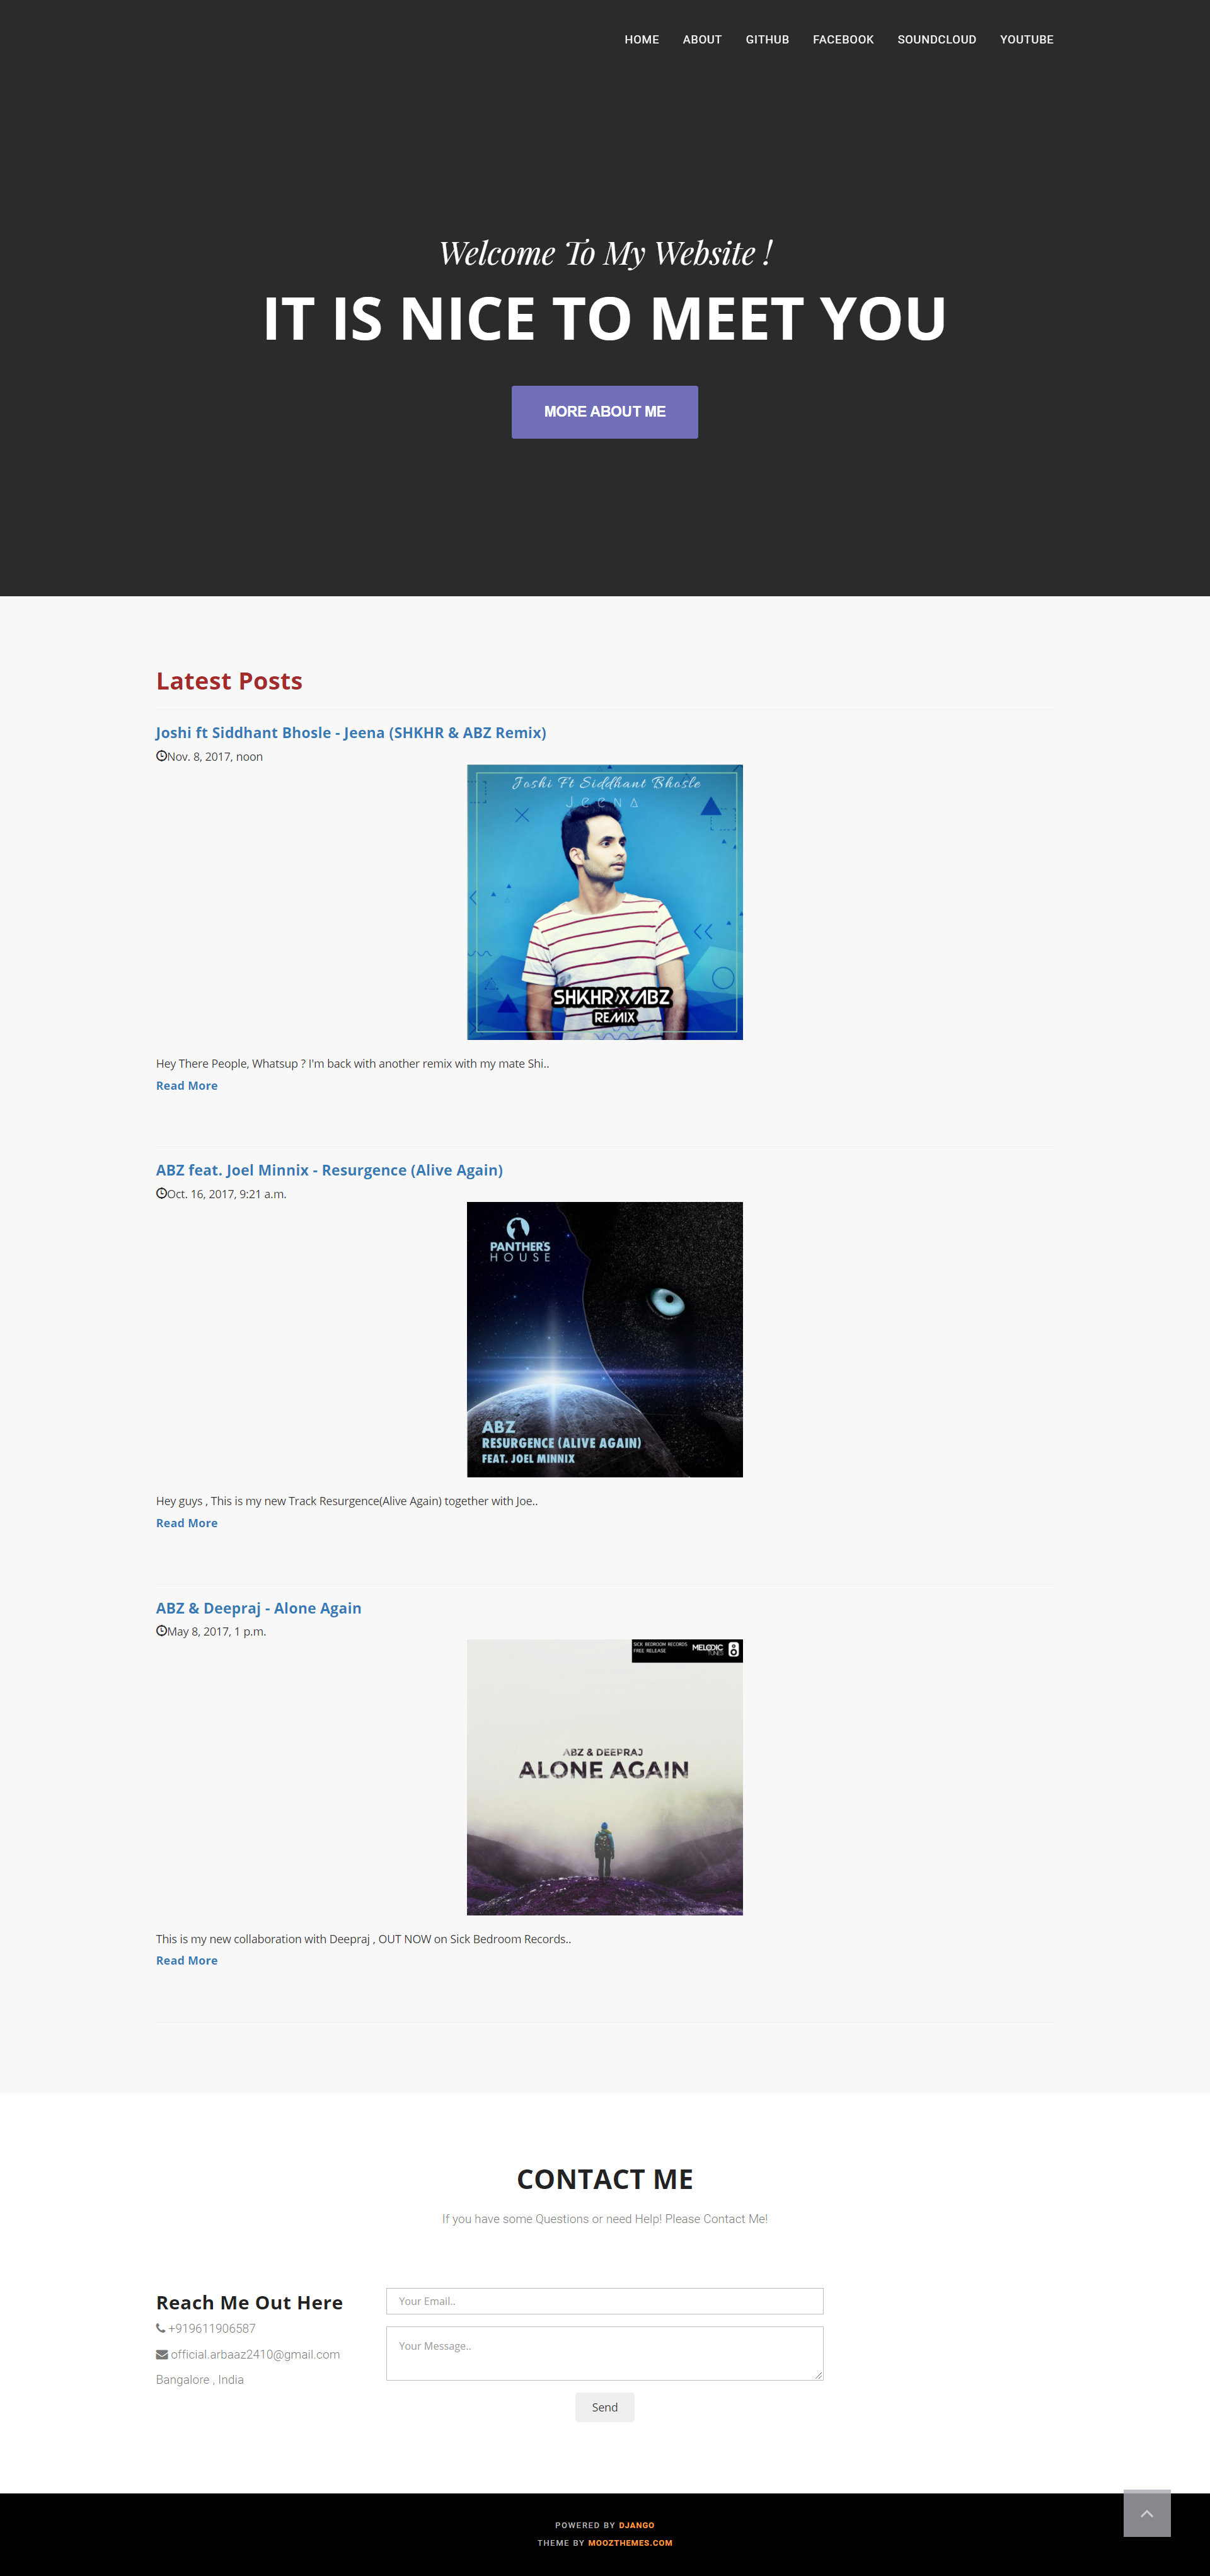 HOME ABOUT GITHUB FACEBOOK SOUNDCLOUD YOUTUBE
Welcome To My Website !
IT IS NICE TO MEET YOU
MORE ABOUT ME
Latest Posts
Joshi ft Siddhant Bhosle - Jeena (SHKHR & ABZ Remix)
Nov. 8, 2017, noon
Joshi Ft Siddhant Bhosle
JEENA
SHKHR X ABZ
REMIX
Hey There People, Whatsup ? I'm back with another remix with my mate Shi..
Read More
ABZ feat. Joel Minnix - Resurgence (Alive Again)
Oct. 16, 2017, 9:21 a.m.
PANTHER'S
HOUSE
ABZ
RESURGENCE (ALIVE AGAIN)
FEAT. JOEL MINNIX
Hey guys , This is my new Track Resurgence(Alive Again) together with Joe..
Read More
ABZ & Deepraj - Alone Again
May 8, 2017, 1 p.m.
SICK BEDROOM RECORDS
FREE RELEASE
MELODIC
TUNES
ABZ & DEEPRAJ
ALONE AGAIN
This is my new collaboration with Deepraj , OUT NOW on Sick Bedroom Records..
Read More
CONTACT ME
If you have some Questions or need Help! Please Contact Me!
Reach Me Out Here
+919611906587
official.arbaaz2410@gmail.com
Bangalore , India
Your Email..
Your Message..
Send
POWERED BY DJANGO
THEME BY MOOZTHEMES.COM